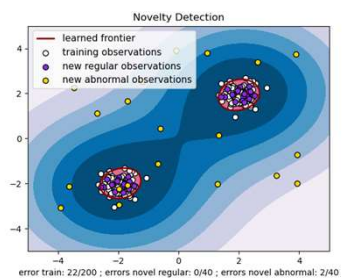 Novelty Detection
learned frontier
training observations
new regular observations
new abnormal observations
4
2
0
−2
−4
−4
−2
0
2
4
error train: 22/200 ; errors novel regular: 0/40 ; errors novel abnormal: 2/40